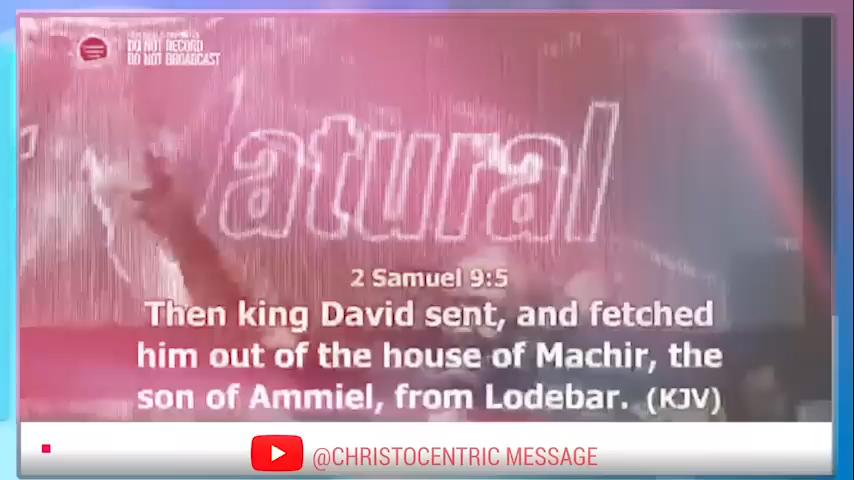 DO NOT RECORD
DO NOT BROADCAST
atural
2 Samuel 9:5
Then king David sent, and fetched
him out of the house of Machir, the
son of Ammiel, from Lodebar. (KJV)
@CHRISTOCENTRIC MESSAGE